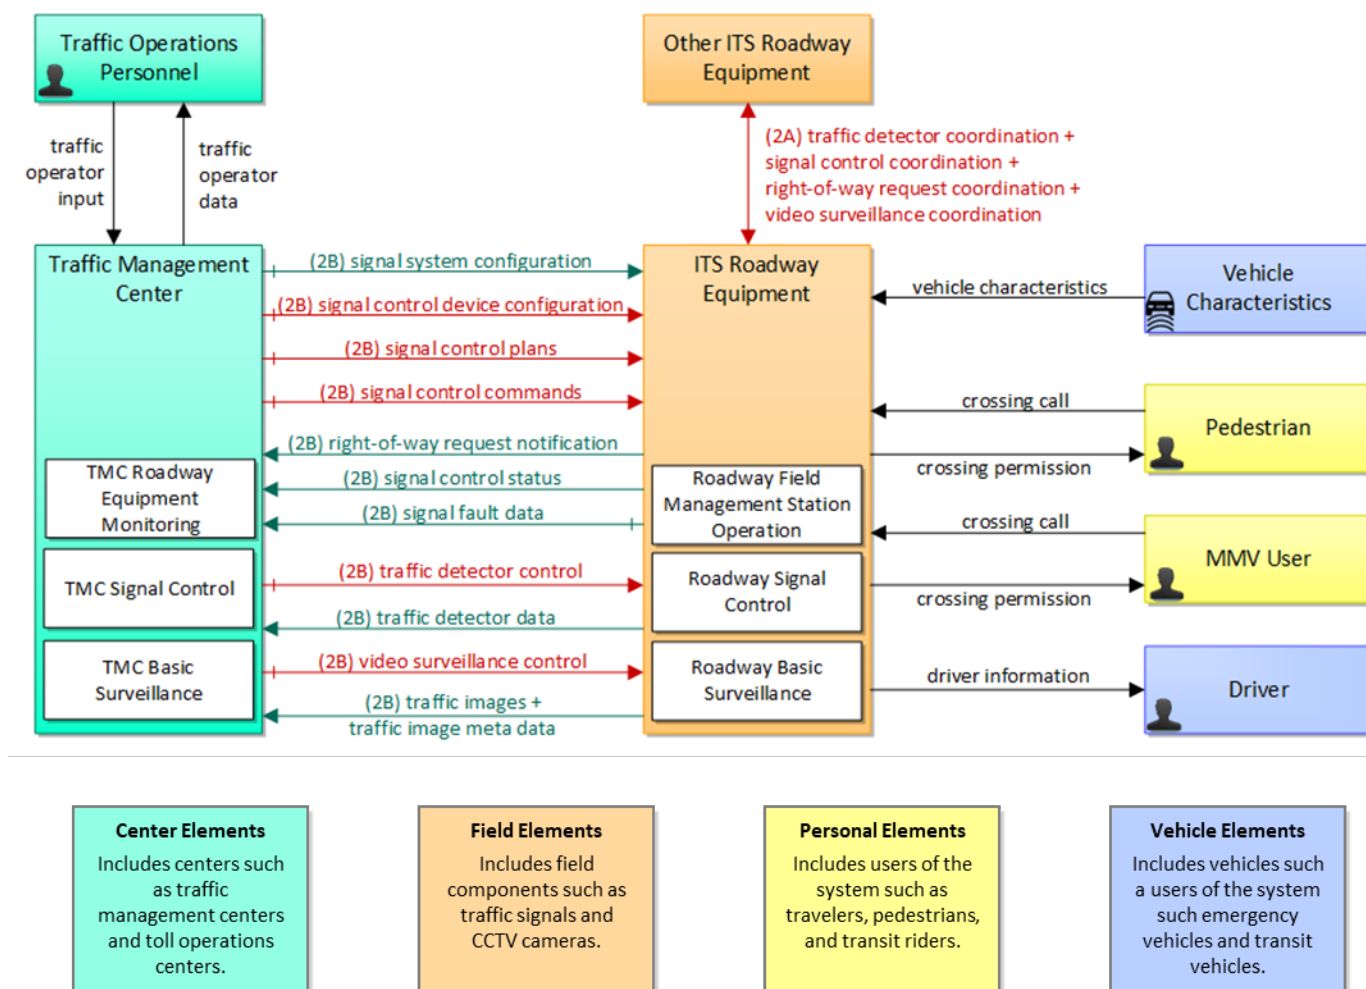 Traffic Operations
Personnel
Other ITS Roadway
Equipment
traffic
operator
input
traffic
operator
data
(2A) traffic detector coordination +
signal control coordination +
right-of-way request coordination +
video surveillance coordination
Traffic Management
Center
(2B) signal system configuration
(2B) signal control device configuration
(2B) signal control plans
(2B) signal control commands
(2B) right-of-way request notification
(2B) signal control status
(2B) signal fault data
(2B) traffic detector control
(2B) traffic detector data
(2B) video surveillance control
(2B) traffic images +
traffic image meta data
TMC Roadway
Equipment
Monitoring
TMC Signal Control
TMC Basic
Surveillance
ITS Roadway
Equipment
Roadway Field
Management Station
Operation
Roadway Signal
Control
Roadway Basic
Surveillance
vehicle characteristics
crossing call
crossing permission
crossing call
crossing permission
driver information
Vehicle
Characteristics
Pedestrian
MMV User
Driver
Center Elements
Includes centers such
as traffic
management centers
and toll operations
centers.
Field Elements
Includes field
components such as
traffic signals and
CCTV cameras.
Personal Elements
Includes users of the
system such as
travelers, pedestrians,
and transit riders.
Vehicle Elements
Includes vehicles such
a users of the system
such emergency
vehicles and transit
vehicles.